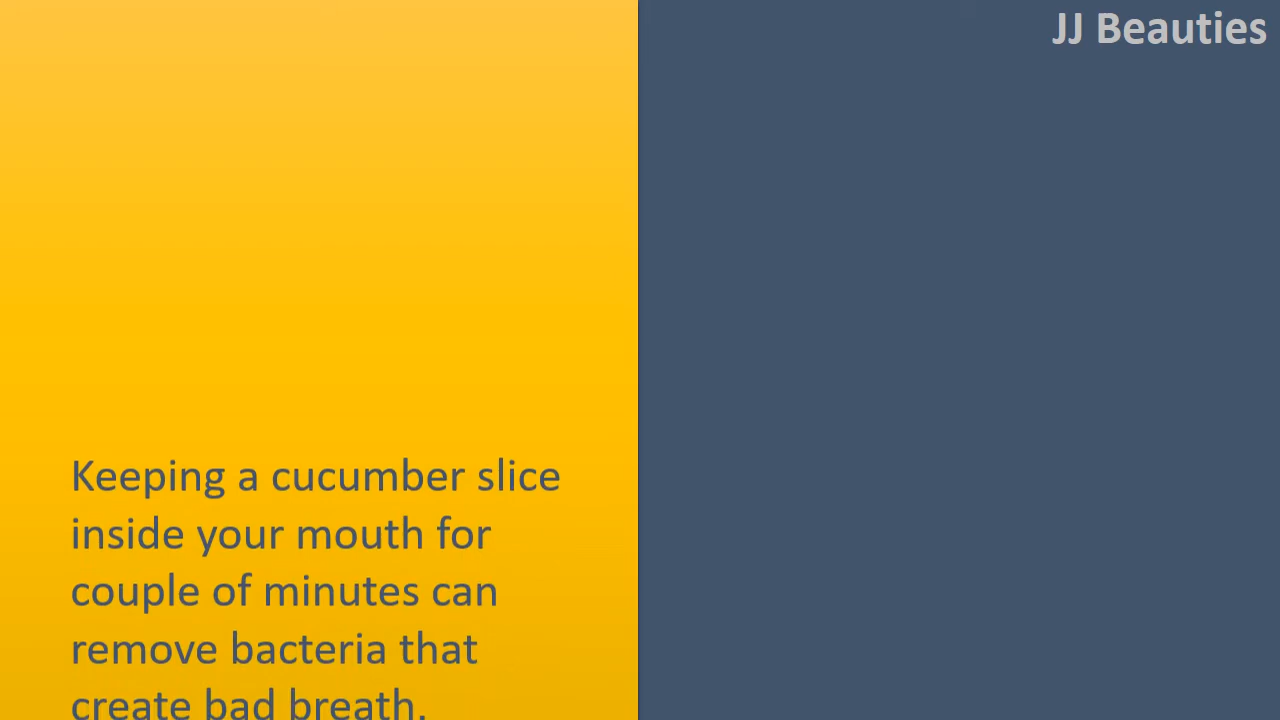 JJ Beauties
Keeping a cucumber slice
inside your mouth for
couple of minutes can
remove bacteria that
create bad breath.